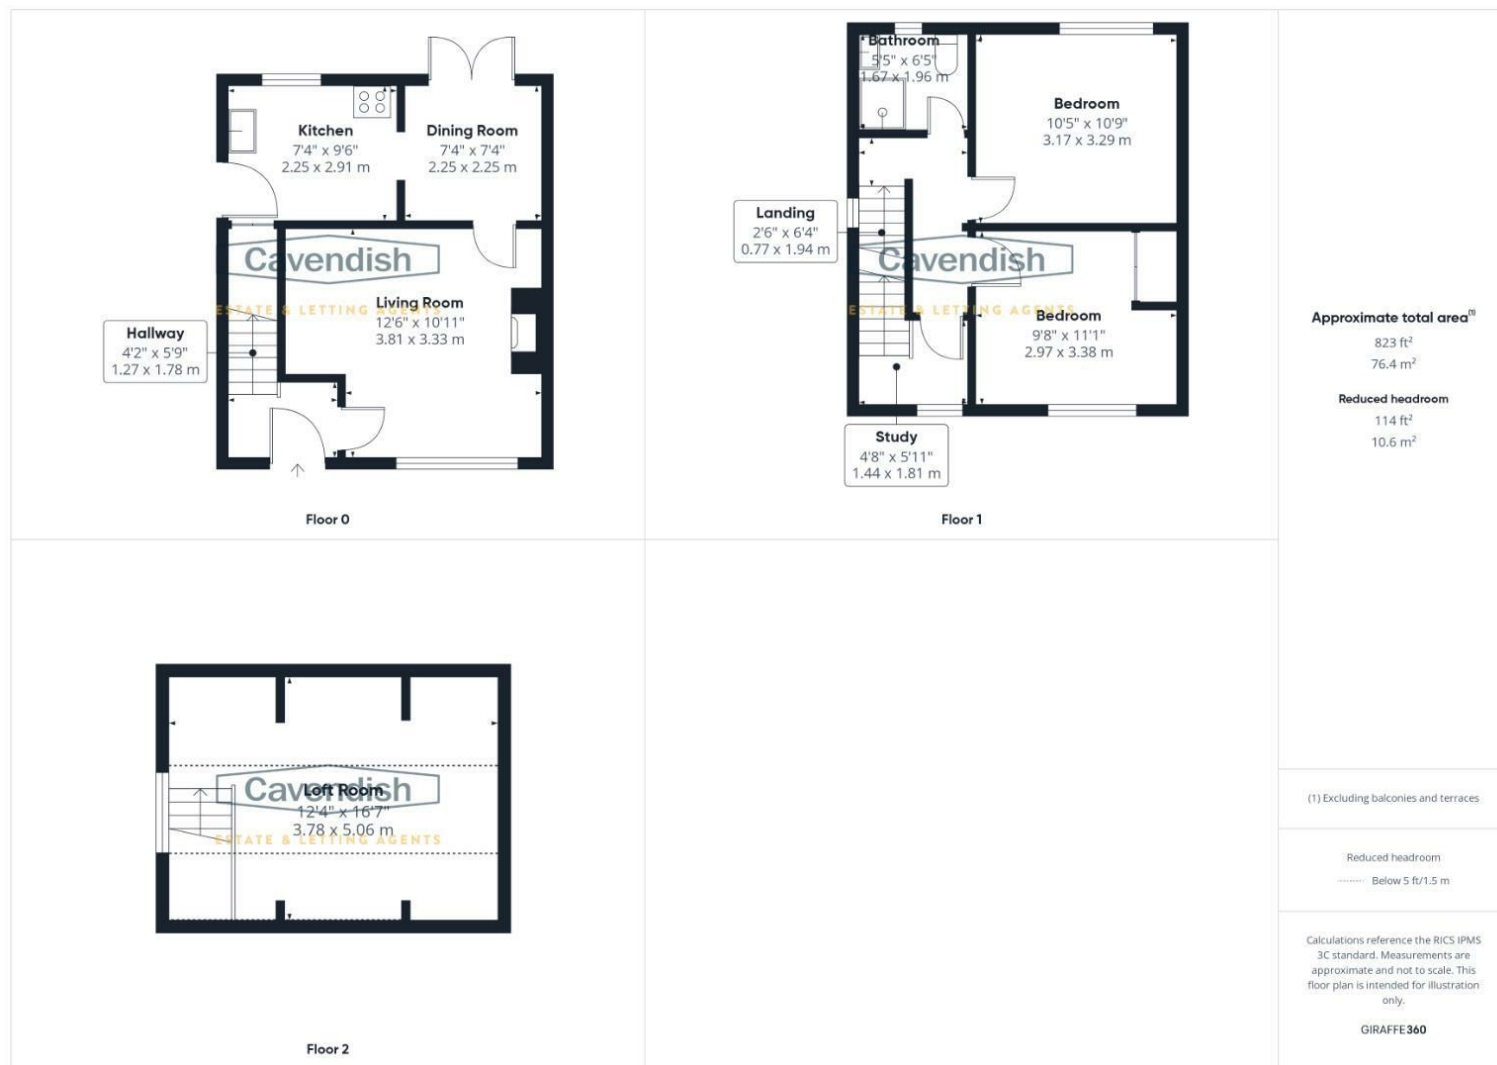 Kitchen
7'4" x 9'6"
2.25 x 2.91 m
Dining Room
7'4" x 7'4"
2.25 x 2.25 m
Cavendish
ESTATE & LETTING AGENTS
Living Room
12'6" x 10'11"
3.81 x 3.33 m
Hallway
4'2" x 5'9"
1.27 x 1.78 m
Floor 0
Bathroom
5'5" x 6'5"
1.67 x 1.96 m
Bedroom
10'5" x 10'9"
3.17 x 3.29 m
Landing
2'6" x 6'4"
0.77 x 1.94 m
Cavendish
ESTATE & LETTING AGENTS
Bedroom
9'8" x 11'1"
2.97 x 3.38 m
Study
4'8" x 5'11"
1.44 x 1.81 m
Floor 1
Cavendish
Loft Room
12'4" x 16'7"
3.78 x 5.06 m
ESTATE & LETTING AGENTS
Floor 2
Approximate total area(1)
823 ft²
76.4 m²
Reduced headroom
114 ft²
10.6 m²
(1) Excluding balconies and terraces
Reduced headroom
Below 5 ft/1.5 m
Calculations reference the RICS IPMS
3C standard. Measurements are
approximate and not to scale. This
floor plan is intended for illustration
only.
GIRAFFE360